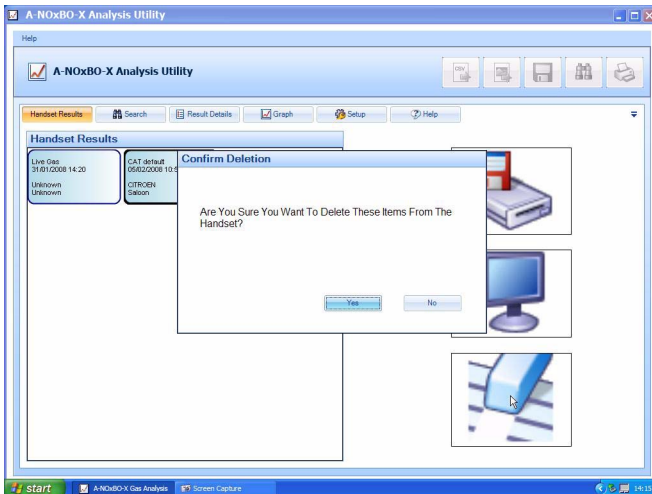 A-NOxBO-X Analysis Utility
Help
A-NOxBO-X Analysis Utility
CSV
Handset Results
Search
Result Details
Graph
Setup
Help
Handset Results
Live Gas
31/01/2008 14:20
Unknown
Unknown
CAT default
05/02/2008 10:5
CITROEN
Saloon
Confirm Deletion
Are You Sure You Want To Delete These Items From The
Handset?
Yes
No
start
A-NOxBO-X Gas Analysis
Screen Capture
14:15